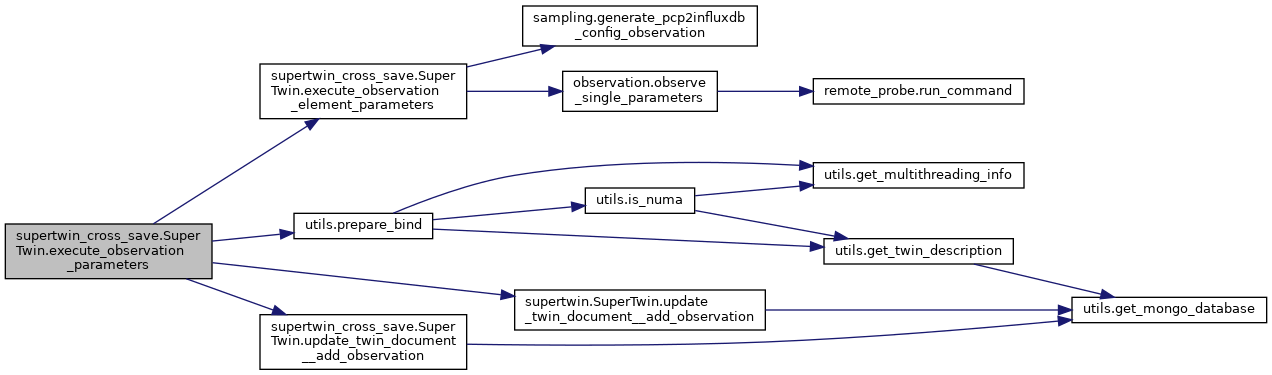 sampling.generate_pcp2influxdb
_config_observation
supertwin_cross_save.Super
Twin.execute_observation
_element_parameters
observation.observe
_single_parameters
remote_probe.run_command
utils.get_multithreading_info
utils.is_numa
utils.prepare_bind
supertwin_cross_save.Super
Twin.execute_observation
_parameters
utils.get_twin_description
supertwin.SuperTwin.update
_twin_document__add_observation
utils.get_mongo_database
supertwin_cross_save.Super
Twin.update_twin_document
__add_observation